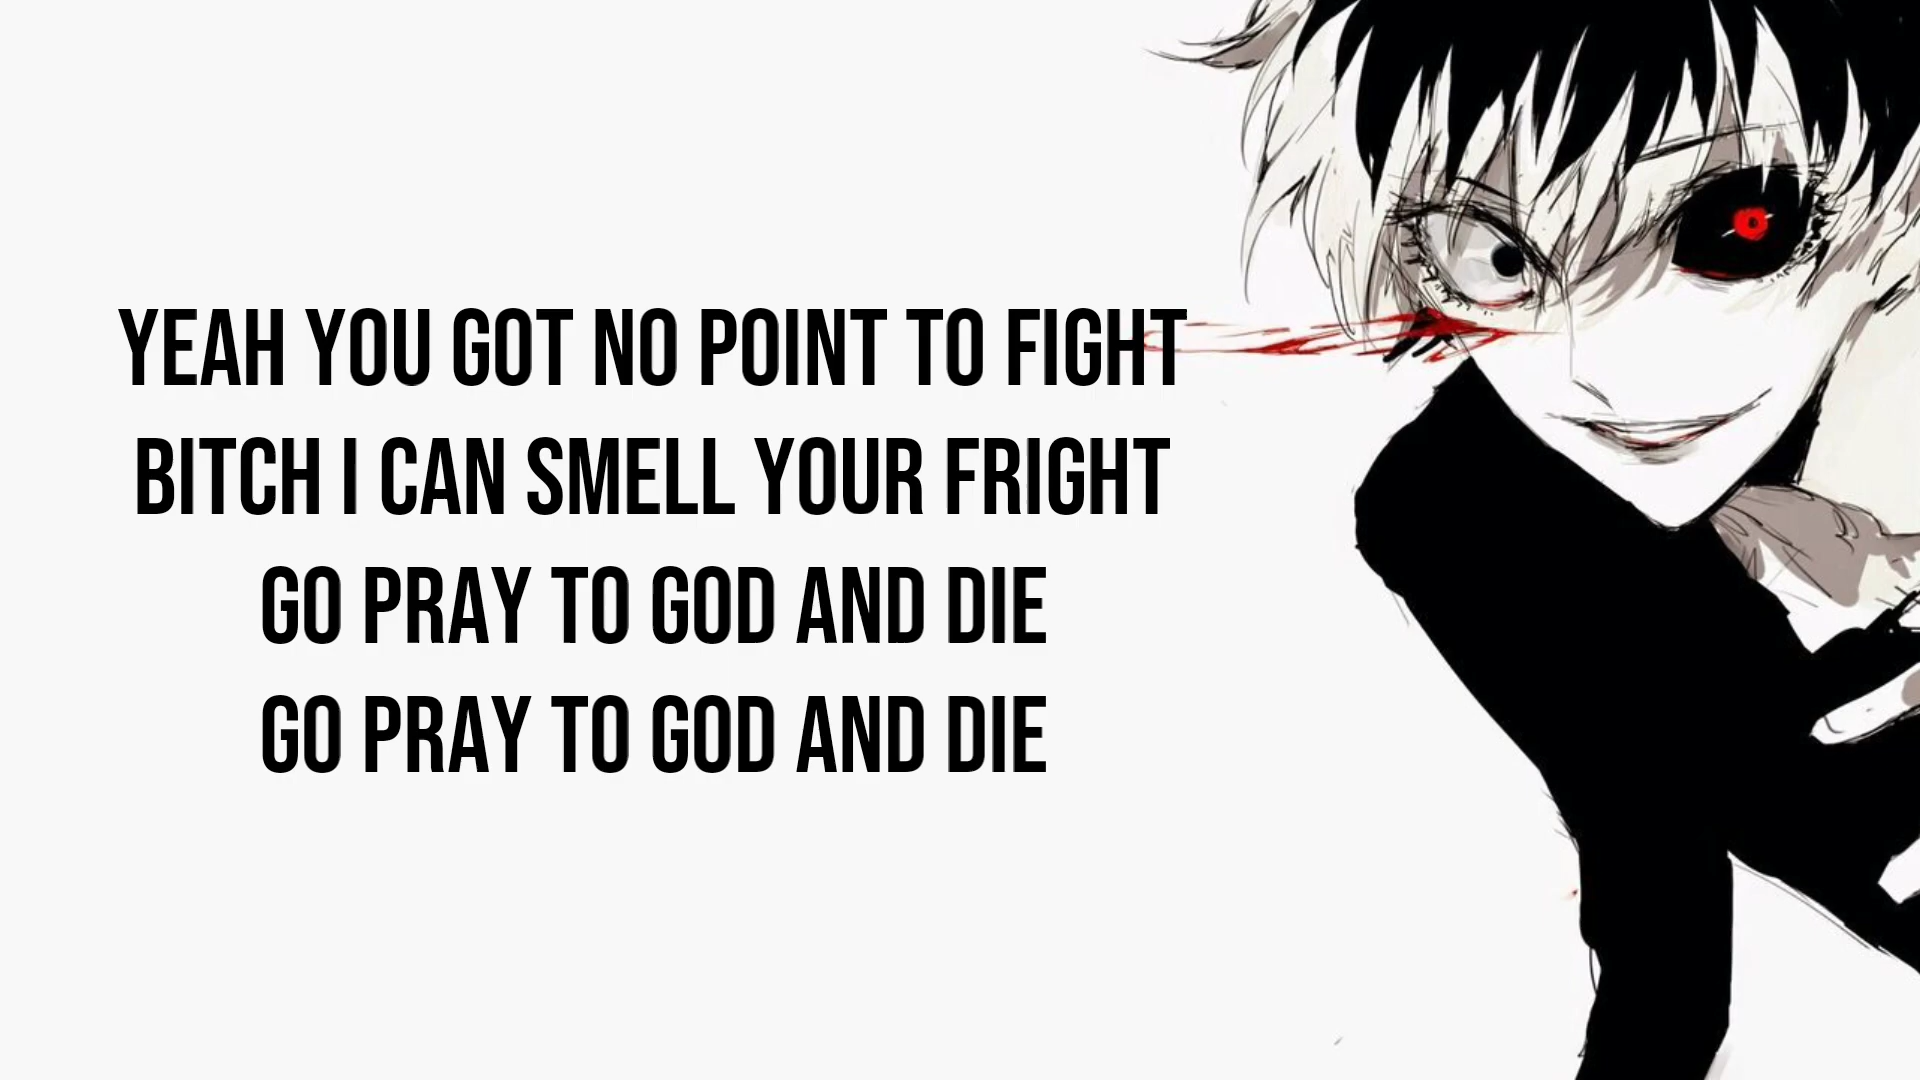 YEAH YOU GOT NO POINT TO FIGHT
BITCH I CAN SMELL YOUR FRIGHT
GO PRAY TO GOD AND DIE
GO PRAY TO GOD AND DIE